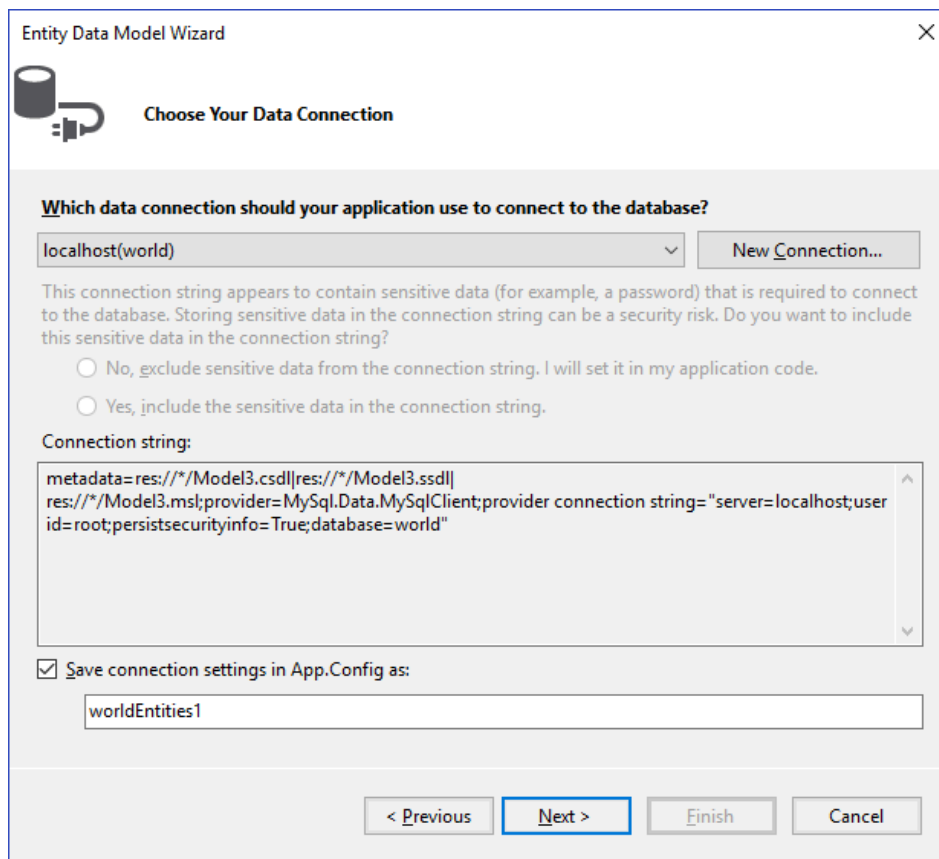 Entity Data Model Wizard
Choose Your Data Connection
Which data connection should your application use to connect to the database?
localhost(world)
New Connection...
This connection string appears to contain sensitive data (for example, a password) that is required to connect
to the database. Storing sensitive data in the connection string can be a security risk. Do you want to include
this sensitive data in the connection string?
No, exclude sensitive data from the connection string. I will set it in my application code.
Yes, include the sensitive data in the connection string.
Connection string:
metadata=res://*/Model3.csdl|res://*/Model3.ssdl|
res://*/Model3.msl;provider=MySql.Data.MySqlClient;provider connection string="server=localhost;user
id=root;persistsecurityinfo=True;database=world"
Save connection settings in App.Config as:
worldEntities1
< Previous
Next >
Finish
Cancel